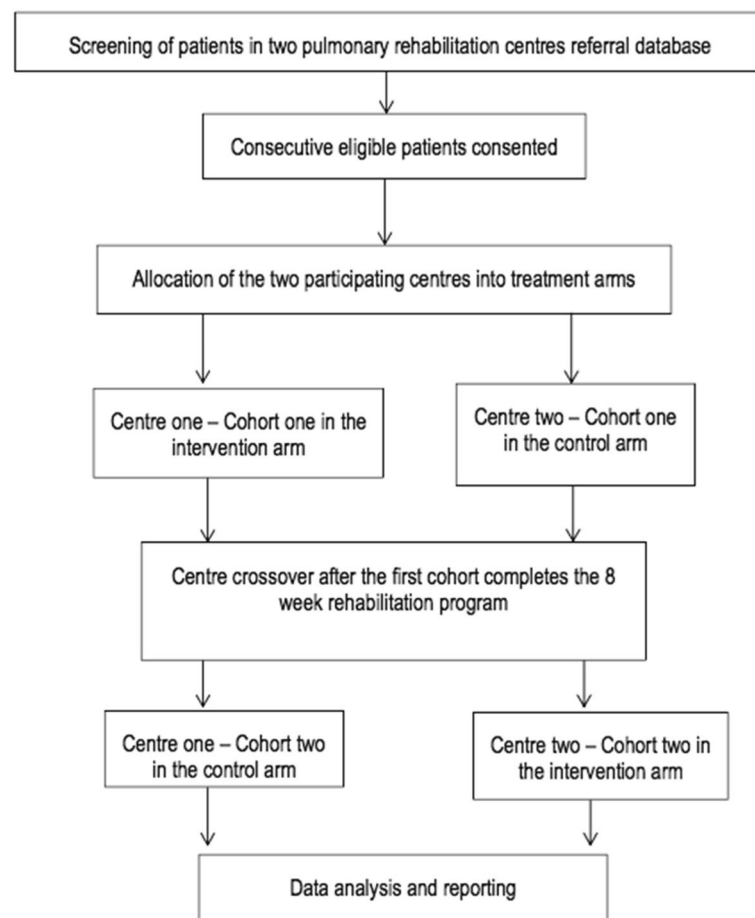 Screening of patients in two pulmonary rehabilitation centres referral database
Consecutive eligible patients consented
Allocation of the two participating centres into treatment arms
Centre one – Cohort one in the
intervention arm
Centre two – Cohort one
in the control arm
Centre crossover after the first cohort completes the 8
week rehabilitation program
Centre one – Cohort two
in the control arm
Centre two – Cohort two in
the intervention arm
Data analysis and reporting